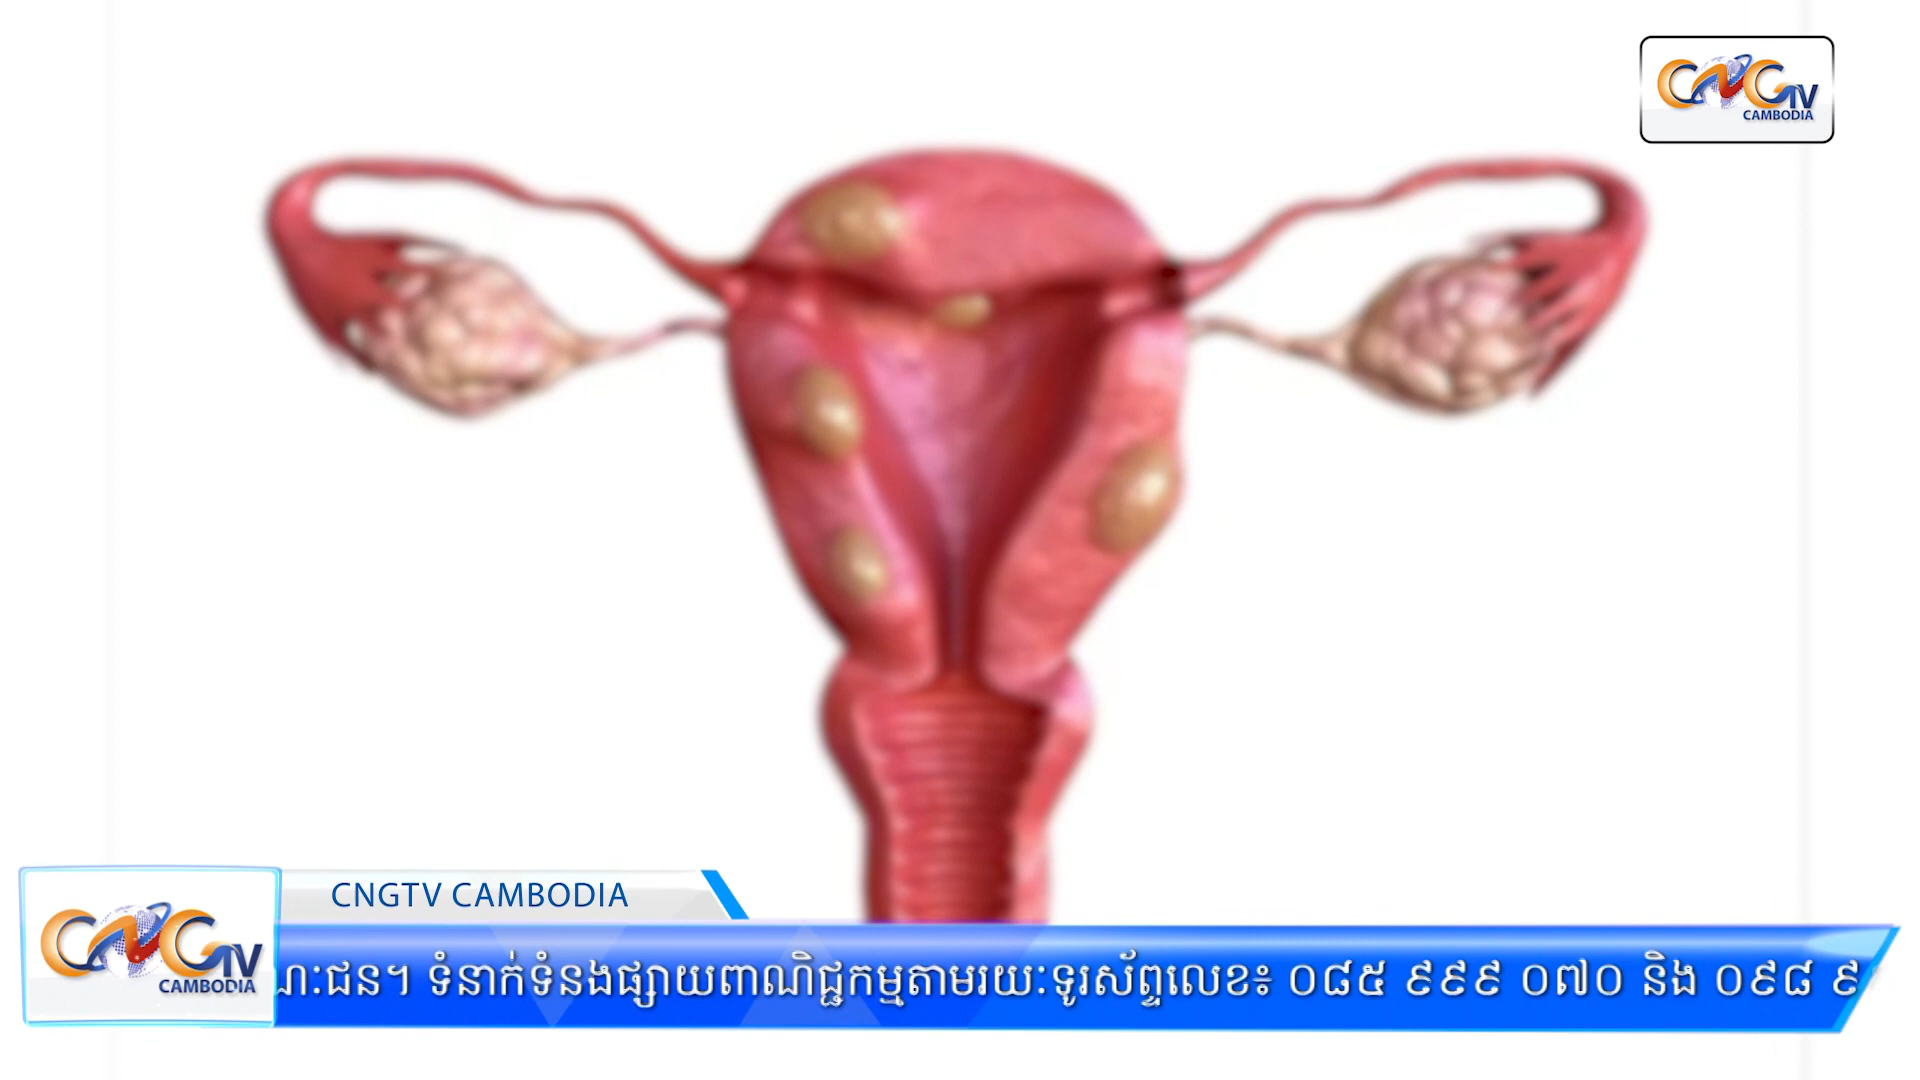 CNGTV
CAMBODIA
CNGTV CAMBODIA
CNGTV
CAMBODIA
ណៈជន។ ទំនាក់ទំនងផ្សាយពាណិជ្ជកម្មតាមរយៈទូរស័ព្ទលេខ៖ ០៨៥ ៩៩៩ ០៧០ និង ០៩៨ ៩